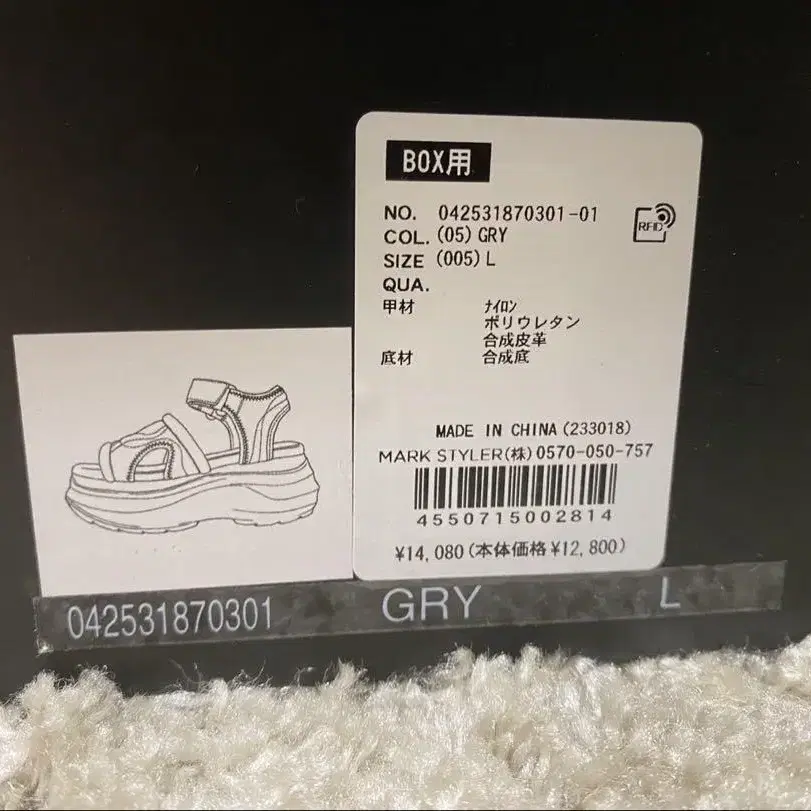 BOX用
NO. 042531870301-01
RFID
COL. (05) GRY
SIZE (005) L
QUA.
甲材 ナイロン
ポリウレタン
合成皮革
底材 合成底
MADE IN CHINA (233018)
MARK STYLER(株) 0570-050-757
4550715002814
¥14,080(本体価格¥12,800)
042531870301 GRY L